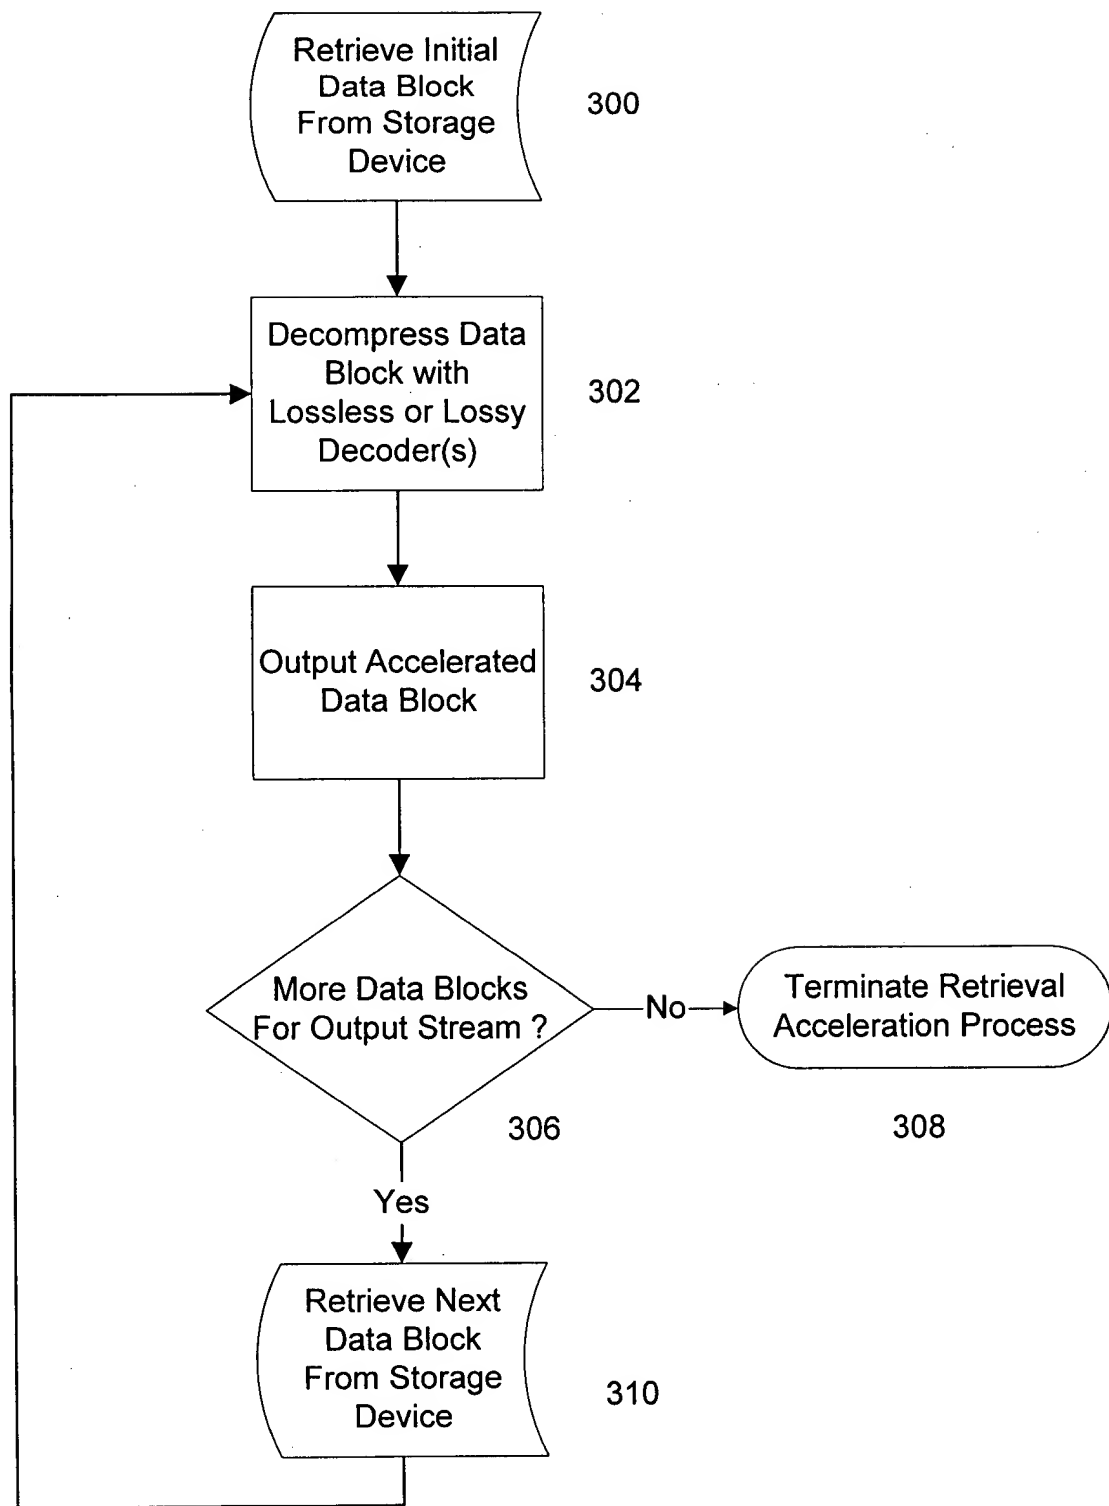 Retrieve Initial
Data Block
From Storage
Device
300
Decompress Data
Block with
Lossless or Lossy
Decoder(s)
302
Output Accelerated
Data Block
304
More Data Blocks
For Output Stream ?
306
No
Terminate Retrieval
Acceleration Process
308
Yes
Retrieve Next
Data Block
From Storage
Device
310